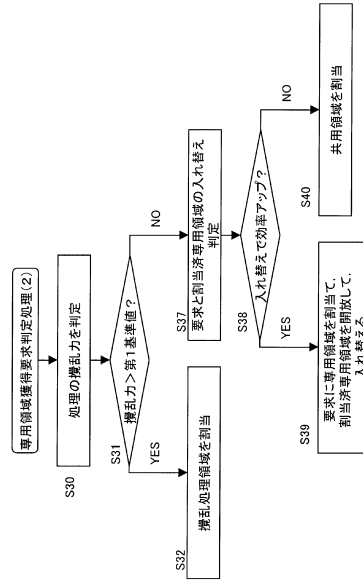 専用領域獲得要求判定処理(2)
S30
処理の攪乱力を判定
S31
攪乱力＞第1基準値？
YES
NO
S32
攪乱処理領域を割当
S37
要求と割当済専用領域の入れ替え
判定
S38
入れ替えで効率アップ？
YES
NO
S39
要求に専用領域を割当て、
割当済専用領域を開放して、
入れ替える
S40
共用領域を割当